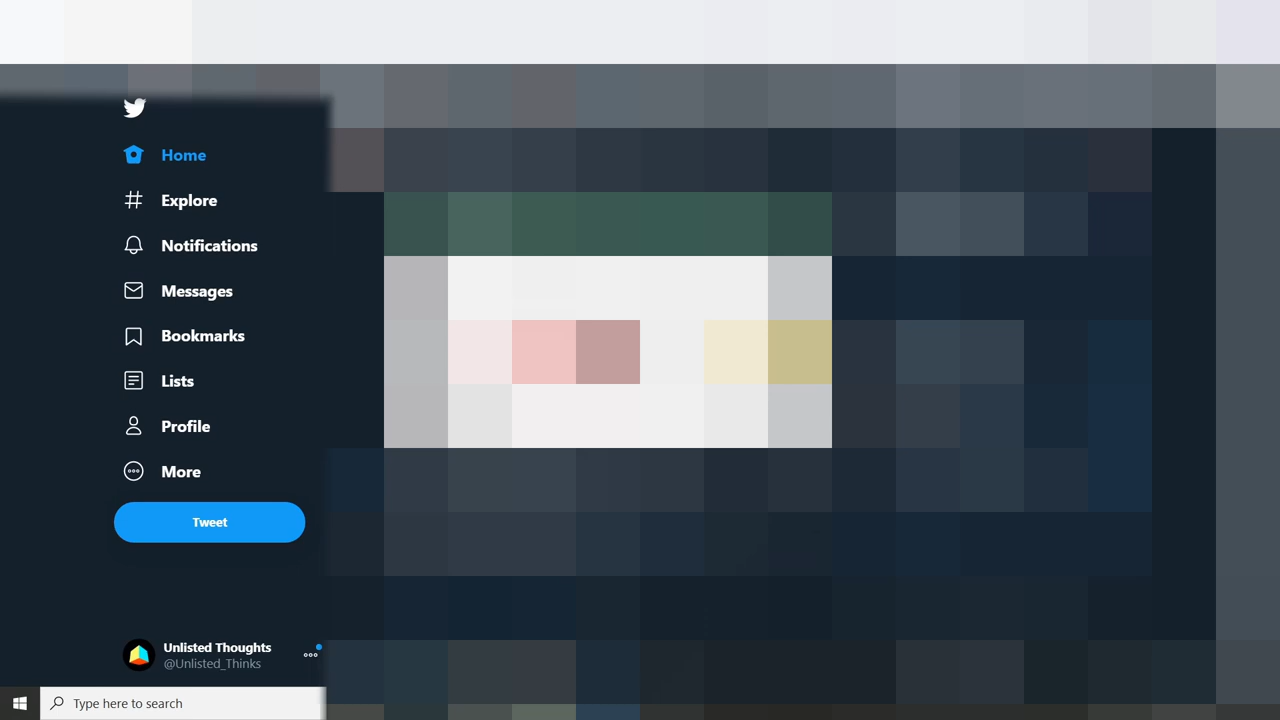 Home
Explore
Notifications
Messages
Bookmarks
Lists
Profile
More
Tweet
Unlisted Thoughts
@Unlisted_Thinks
Type here to search